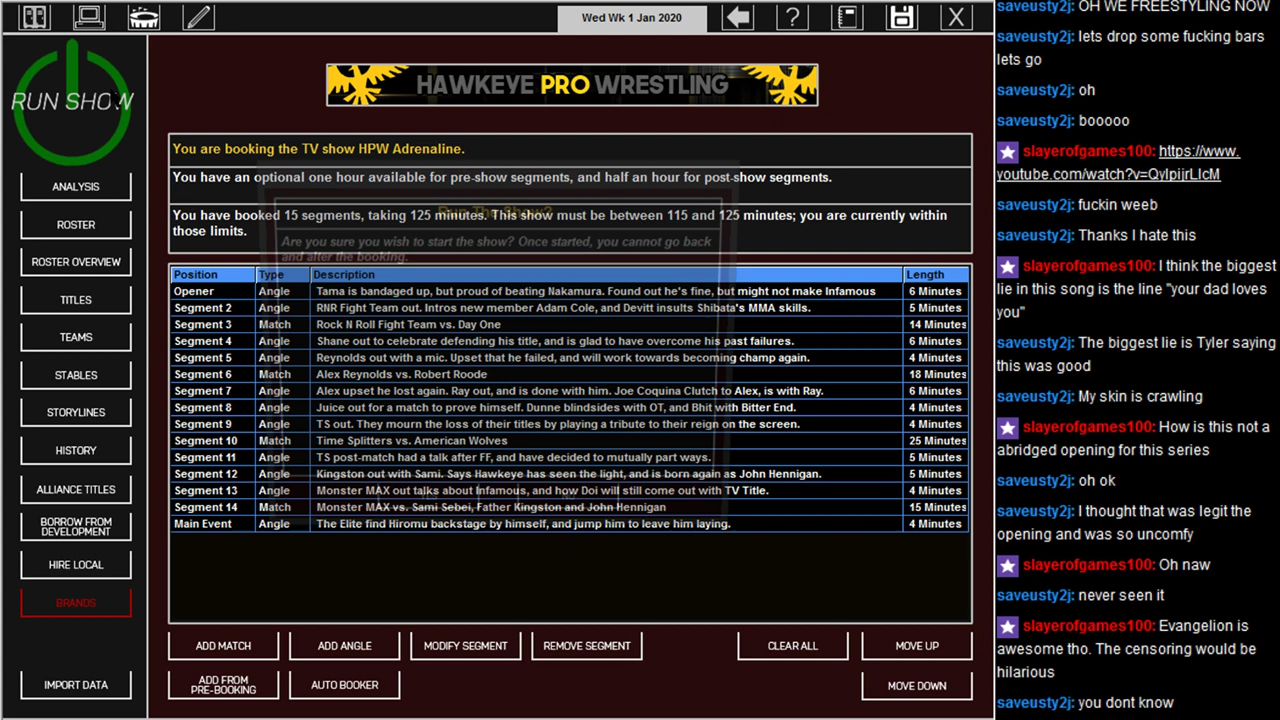 Wed Wk 1 Jan 2020
?
X
RUN SHOW
ANALYSIS
ROSTER
ROSTER OVERVIEW
TITLES
TEAMS
STABLES
STORYLINES
HISTORY
ALLIANCE TITLES
BORROW FROM
DEVELOPMENT
HIRE LOCAL
BRANDS
IMPORT DATA
HAWKEYE PRO WRESTLING
You are booking the TV show HPW Adrenaline.
You have an optional one hour available for pre-show segments, and half an hour for post-show segments.
You have booked 15 segments, taking 125 minutes. This show must be between 115 and 125 minutes; you are currently within
those limits.
Run The Show?
Are you sure you wish to start the show? Once started, you cannot go back
and alter the booking.
Position Type Description Length
Opener Angle Tama is bandaged up, but proud of beating Nakamura. Found out he's fine, but might not make Infamous 6 Minutes
Segment 2 Angle RNR Fight Team out. Intros new member Adam Cole, and Devitt insults Shibata's MMA skills. 5 Minutes
Segment 3 Match Rock N Roll Fight Team vs. Day One 14 Minutes
Segment 4 Angle Shane out to celebrate defending his title, and is glad to have overcome his past failures. 6 Minutes
Segment 5 Angle Reynolds out with a mic. Upset that he failed, and will work towards becoming champ again. 4 Minutes
Segment 6 Match Alex Reynolds vs. Robert Roode 18 Minutes
Segment 7 Angle Alex upset he lost again. Ray out, and is done with him. Joe Coquina Clutch to Alex, is with Ray. 6 Minutes
Segment 8 Angle Juice out for a match to prove himself. Dunne blindsides with OT, and Bhit with Bitter End. 4 Minutes
Segment 9 Angle TS out. They mourn the loss of their titles by playing a tribute to their reign on the screen. 4 Minutes
Segment 10 Match Time Splitters vs. American Wolves 25 Minutes
Segment 11 Angle TS post-match had a talk after FF, and have decided to mutually part ways. 5 Minutes
Segment 12 Angle Kingston out with Sami. Says Hawkeye has seen the light, and is born again as John Hennigan. 5 Minutes
Segment 13 Angle Monster MAX out talks about Infamous, and how Doi will still come out with TV Title. 4 Minutes
Segment 14 Match Monster MAX vs. Sami Sebei, Father Kingston and John Hennigan 15 Minutes
Main Event Angle The Elite find Hiromu backstage by himself, and jump him to leave him laying. 4 Minutes
ADD MATCH
ADD ANGLE
MODIFY SEGMENT
REMOVE SEGMENT
CLEAR ALL
MOVE UP
ADD FROM
PRE-BOOKING
AUTO BOOKER
MOVE DOWN
saveusty2j: OH WE FREESTYLING NOW
saveusty2j: lets drop some fucking bars
lets go
saveusty2j: oh
saveusty2j: booooo
slayerofgames100: https://www.
youtube.com/watch?v=QylpijrLIcM
saveusty2j: fuckin weeb
saveusty2j: Thanks I hate this
slayerofgames100: I think the biggest
lie in this song is the line "your dad loves
you"
saveusty2j: The biggest lie is Tyler saying
this was good
saveusty2j: My skin is crawling
slayerofgames100: How is this not a
abridged opening for this series
saveusty2j: oh ok
saveusty2j: I thought that was legit the
opening and was so uncomfy
slayerofgames100: Oh naw
saveusty2j: never seen it
slayerofgames100: Evangelion is
awesome tho. The censoring would be
hilarious
saveusty2j: you dont know